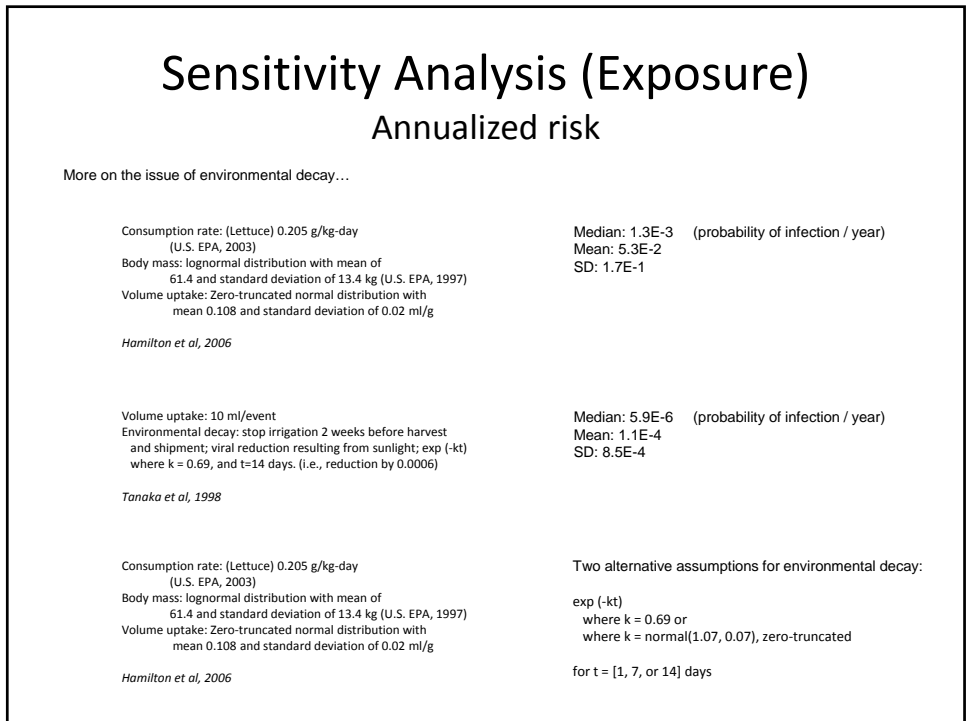 Sensitivity Analysis (Exposure)
Annualized risk
More on the issue of environmental decay…
Consumption rate: (Lettuce) 0.205 g/kg-day
(U.S. EPA, 2003)
Body mass: lognormal distribution with mean of
61.4 and standard deviation of 13.4 kg (U.S. EPA, 1997)
Volume uptake: Zero-truncated normal distribution with
mean 0.108 and standard deviation of 0.02 ml/g
Hamilton et al, 2006
Median: 1.3E-3 (probability of infection / year)
Mean: 5.3E-2
SD: 1.7E-1
Volume uptake: 10 ml/event
Environmental decay: stop irrigation 2 weeks before harvest
and shipment; viral reduction resulting from sunlight; exp (-kt)
where k = 0.69, and t=14 days. (i.e., reduction by 0.0006)
Tanaka et al, 1998
Median: 5.9E-6 (probability of infection / year)
Mean: 1.1E-4
SD: 8.5E-4
Consumption rate: (Lettuce) 0.205 g/kg-day
(U.S. EPA, 2003)
Body mass: lognormal distribution with mean of
61.4 and standard deviation of 13.4 kg (U.S. EPA, 1997)
Volume uptake: Zero-truncated normal distribution with
mean 0.108 and standard deviation of 0.02 ml/g
Hamilton et al, 2006
Two alternative assumptions for environmental decay:
exp (-kt)
where k = 0.69 or
where k = normal(1.07, 0.07), zero-truncated
for t = [1, 7, or 14] days